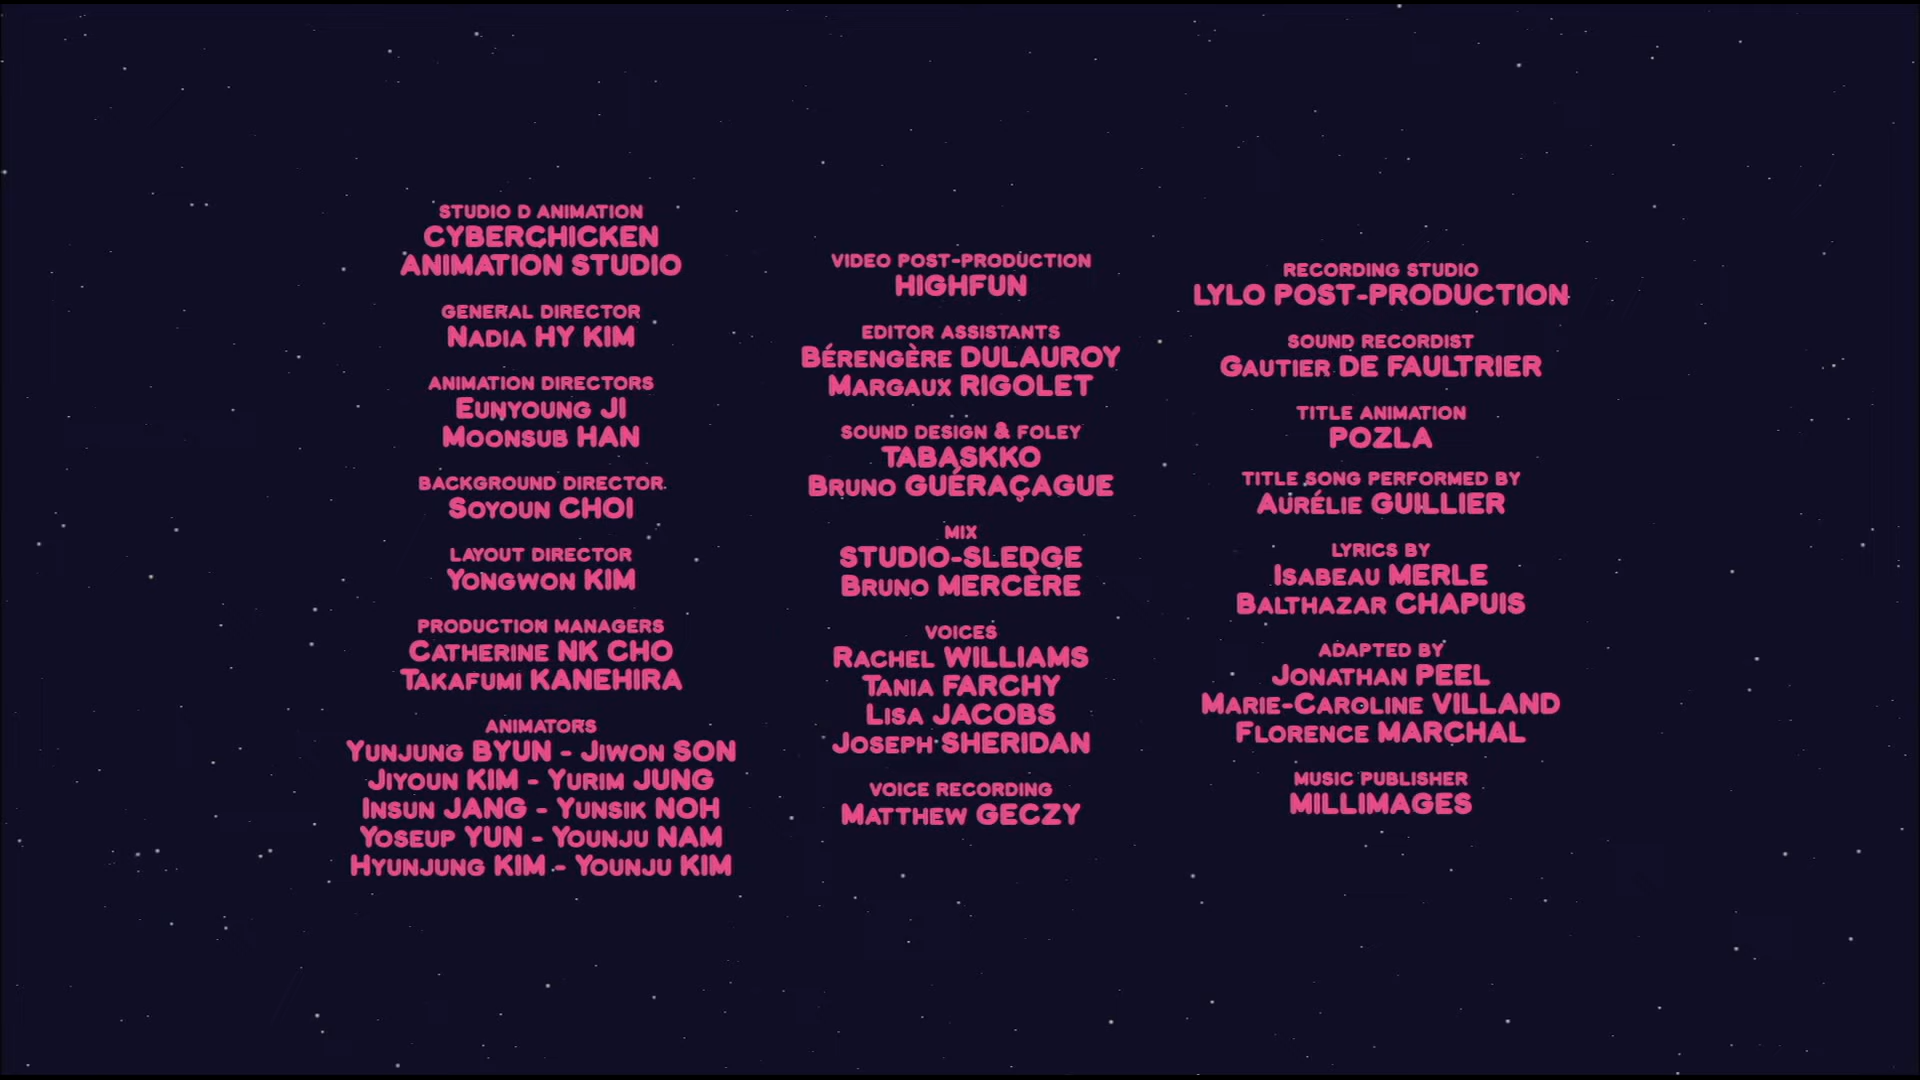 STUDIO D ANIMATION
CYBERCHICKEN
ANIMATION STUDIO
GENERAL DIRECTOR
NADIA HY KIM
ANIMATION DIRECTORS
EUNYOUNG JI
MOONSUB HAN
BACKGROUND DIRECTOR
SOYOUN CHOI
LAYOUT DIRECTOR
YONGWON KIM
PRODUCTION MANAGERS
CATHERINE NK CHO
TAKAFUMI KANEHIRA
ANIMATORS
YUNJUNG BYUN - JIWON SON
JIYOUN KIM - YURIM JUNG
INSUN JANG - YUNSIK NOH
YOSEUP YUN - YOUNJU NAM
HYUNJUNG KIM - YOUNJU KIM
VIDEO POST-PRODUCTION
HIGHFUN
EDITOR ASSISTANTS
BÉRENGÈRE DULAUROY
MARGAUX RIGOLET
SOUND DESIGN & FOLEY
TABASKKO
BRUNO GUÉRAÇAGUE
MIX
STUDIO-SLEDGE
BRUNO MERCÈRE
VOICES
RACHEL WILLIAMS
TANIA FARCHY
LISA JACOBS
JOSEPH SHERIDAN
VOICE RECORDING
MATTHEW GECZY
RECORDING STUDIO
LYLO POST-PRODUCTION
SOUND RECORDIST
GAUTIER DE FAULTRIER
TITLE ANIMATION
POZLA
TITLE SONG PERFORMED BY
AURÉLIE GUILLIER
LYRICS BY
ISABEAU MERLE
BALTHAZAR CHAPUIS
ADAPTED BY
JONATHAN PEEL
MARIE-CAROLINE VILLAND
FLORENCE MARCHAL
MUSIC PUBLISHER
MILLIMAGES